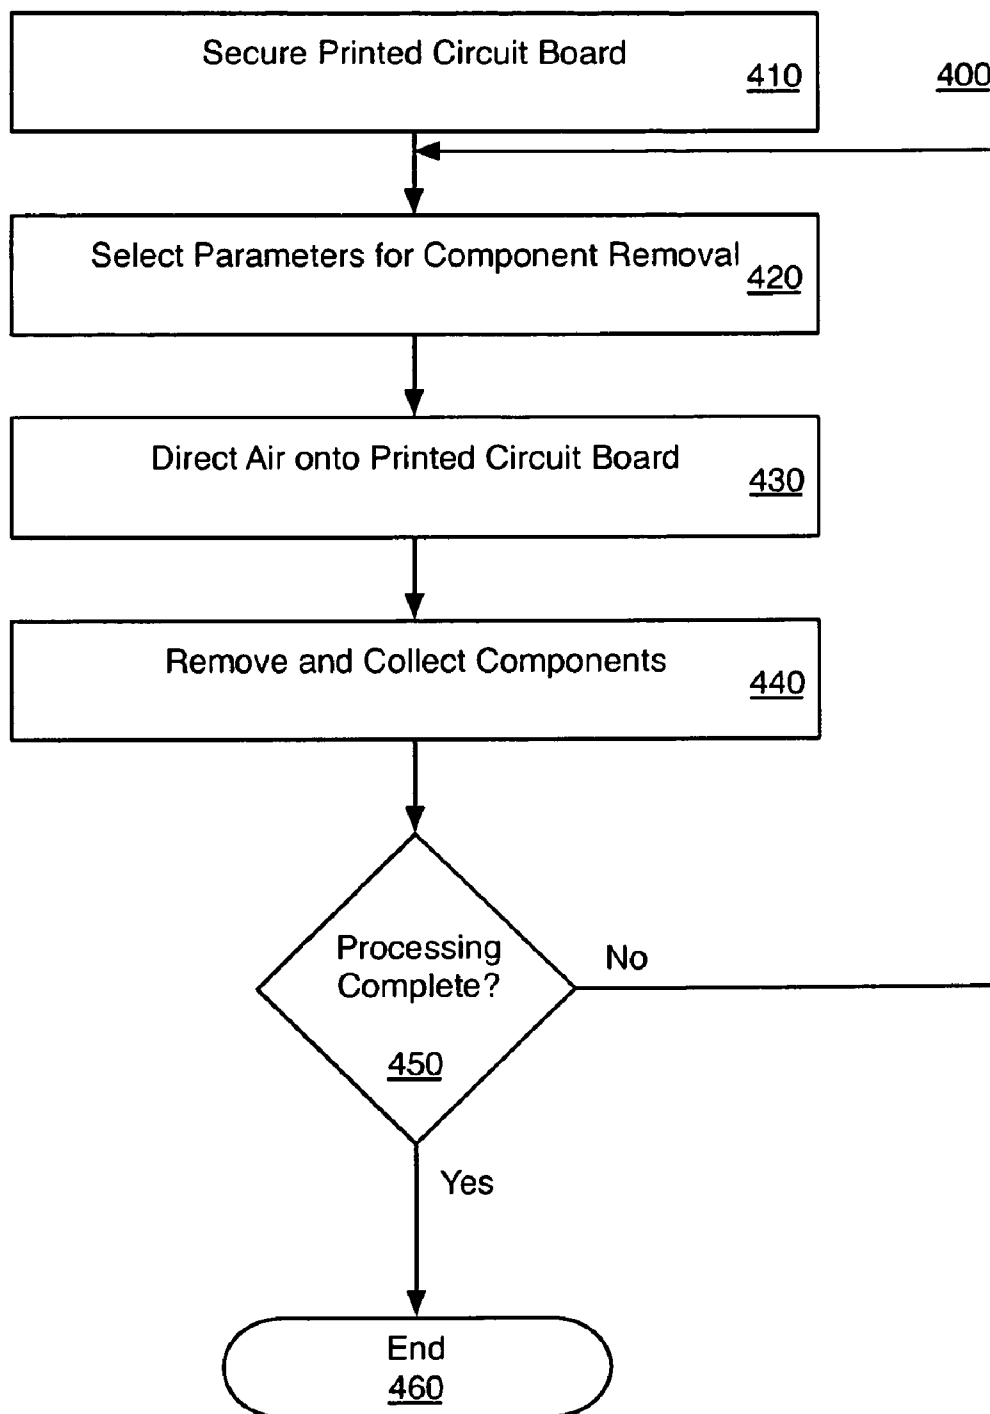 Secure Printed Circuit Board
410
400
Select Parameters for Component Removal
420
Direct Air onto Printed Circuit Board
430
Remove and Collect Components
440
Processing
Complete?
450
No
Yes
End
460